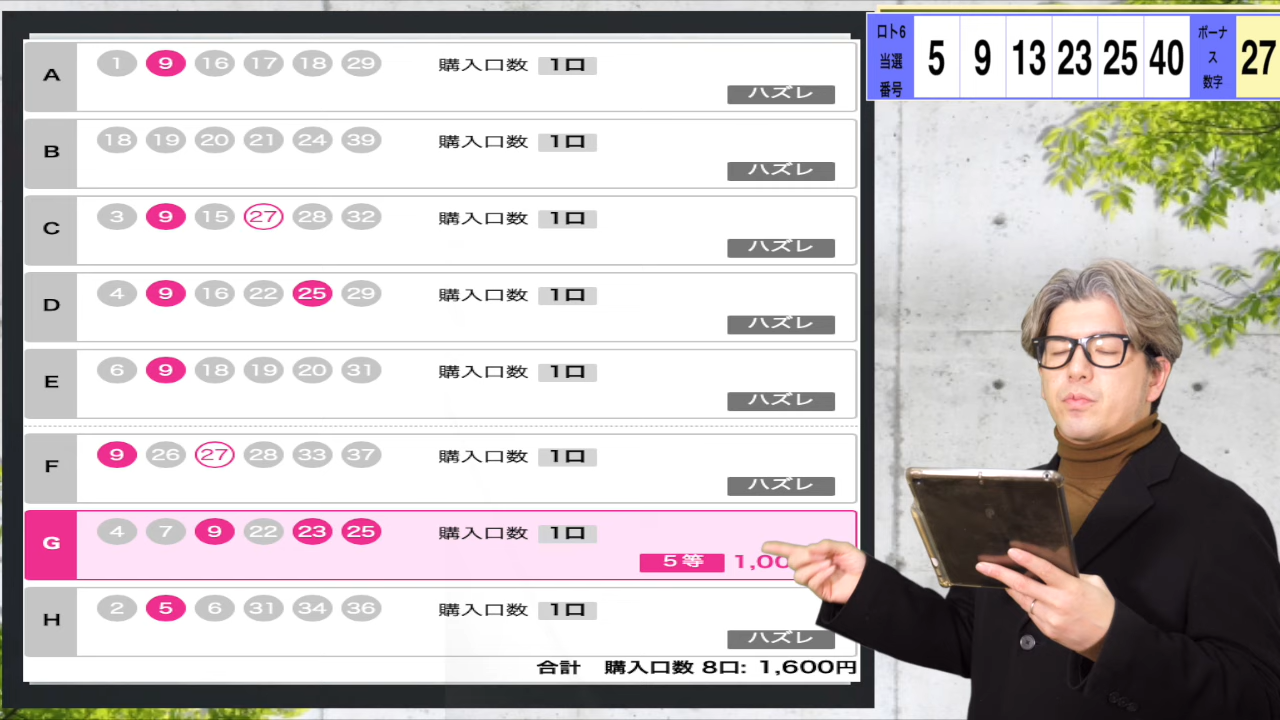 ロト6
当選
番号
5 9 13 23 25 40
ボーナ
ス
数字
27
A 1 9 16 17 18 29 購入口数 1口
ハズレ
B 18 19 20 21 24 39 購入口数 1口
ハズレ
C 3 9 15 27 28 32 購入口数 1口
ハズレ
D 4 9 16 22 25 29 購入口数 1口
ハズレ
E 6 9 18 19 20 31 購入口数 1口
ハズレ
F 9 26 27 28 33 37 購入口数 1口
ハズレ
G 4 7 9 22 23 25 購入口数 1口
5等 1,00
H 2 5 6 31 34 36 購入口数 1口
ハズレ
合計 購入口数 8口: 1,600円